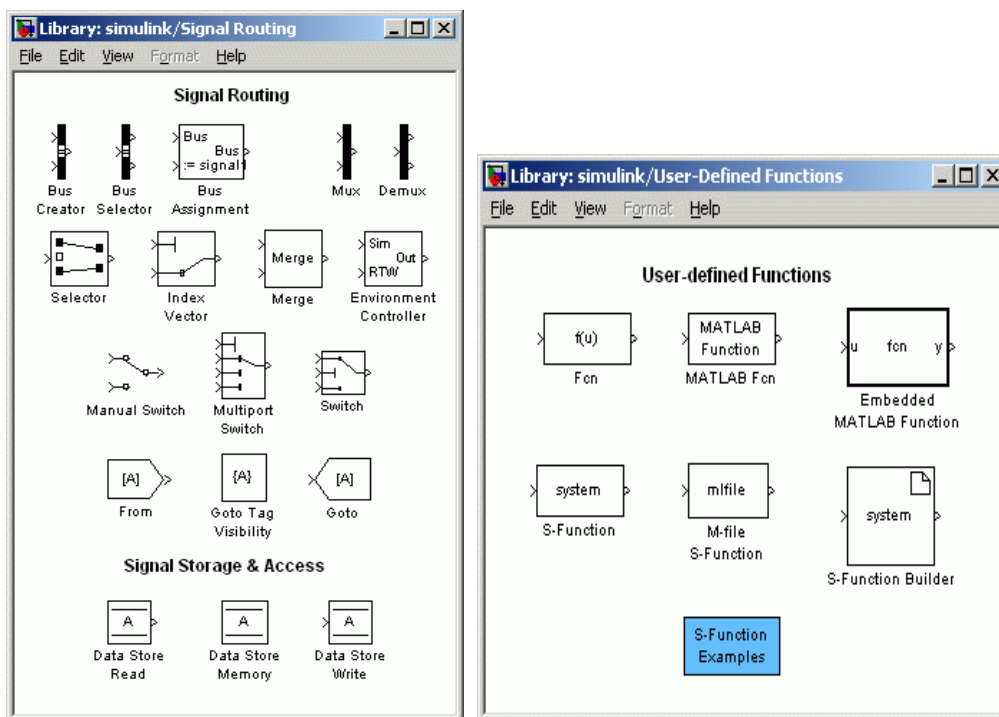 Library: simulink/Signal Routing
File Edit View Format Help
Signal Routing
Bus
Creator
Bus
Selector
Bus
Bus
:= signal1
Bus
Assignment
Mux
Demux
Selector
Index
Vector
Merge
Merge
Sim
Out
RTW
Environment
Controller
Manual Switch
Multiport
Switch
Switch
[A]
From
{A}
Goto Tag
Visibility
[A]
Goto
Signal Storage & Access
A
Data Store
Read
A
Data Store
Memory
A
Data Store
Write
Library: simulink/User-Defined Functions
File Edit View Format Help
User-defined Functions
f(u)
Fcn
MATLAB
Function
MATLAB Fcn
u fcn y
Embedded
MATLAB Function
system
S-Function
mlfile
M-file
S-Function
system
S-Function Builder
S-Function
Examples